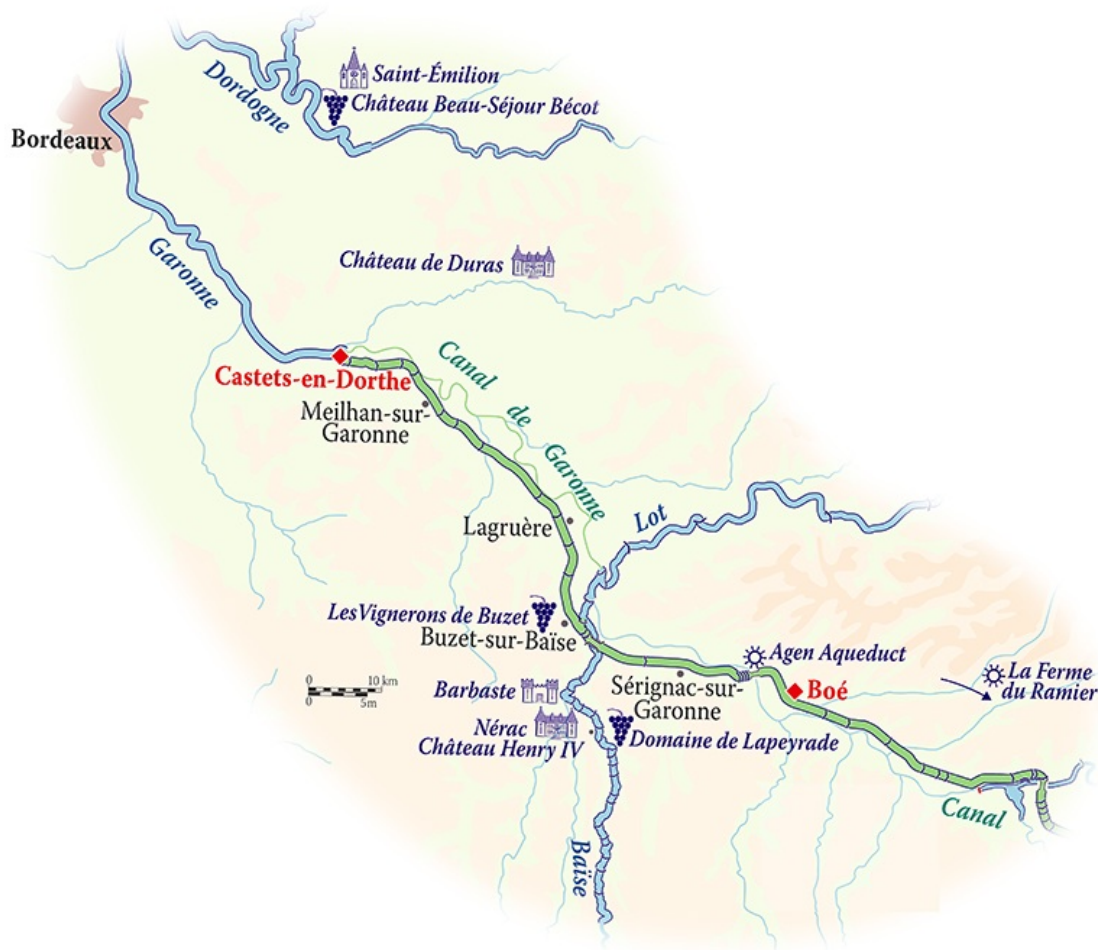 Saint-Émilion
Château Beau-Séjour Bécot
Dordogne
Bordeaux
Garonne
Château de Duras
Castets-en-Dorthe
Canal
de
Garonne
Meilhan-sur-
Garonne
Lagruère
Lot
Les Vignerons de Buzet
Buzet-sur-Baïse
Agen Aqueduct
La Ferme
du Ramier
0 10 km
0 5m
Barbaste
Sérignac-sur-
Garonne
Boé
Nérac
Château Henry IV
Domaine de Lapeyrade
Canal
Baïse